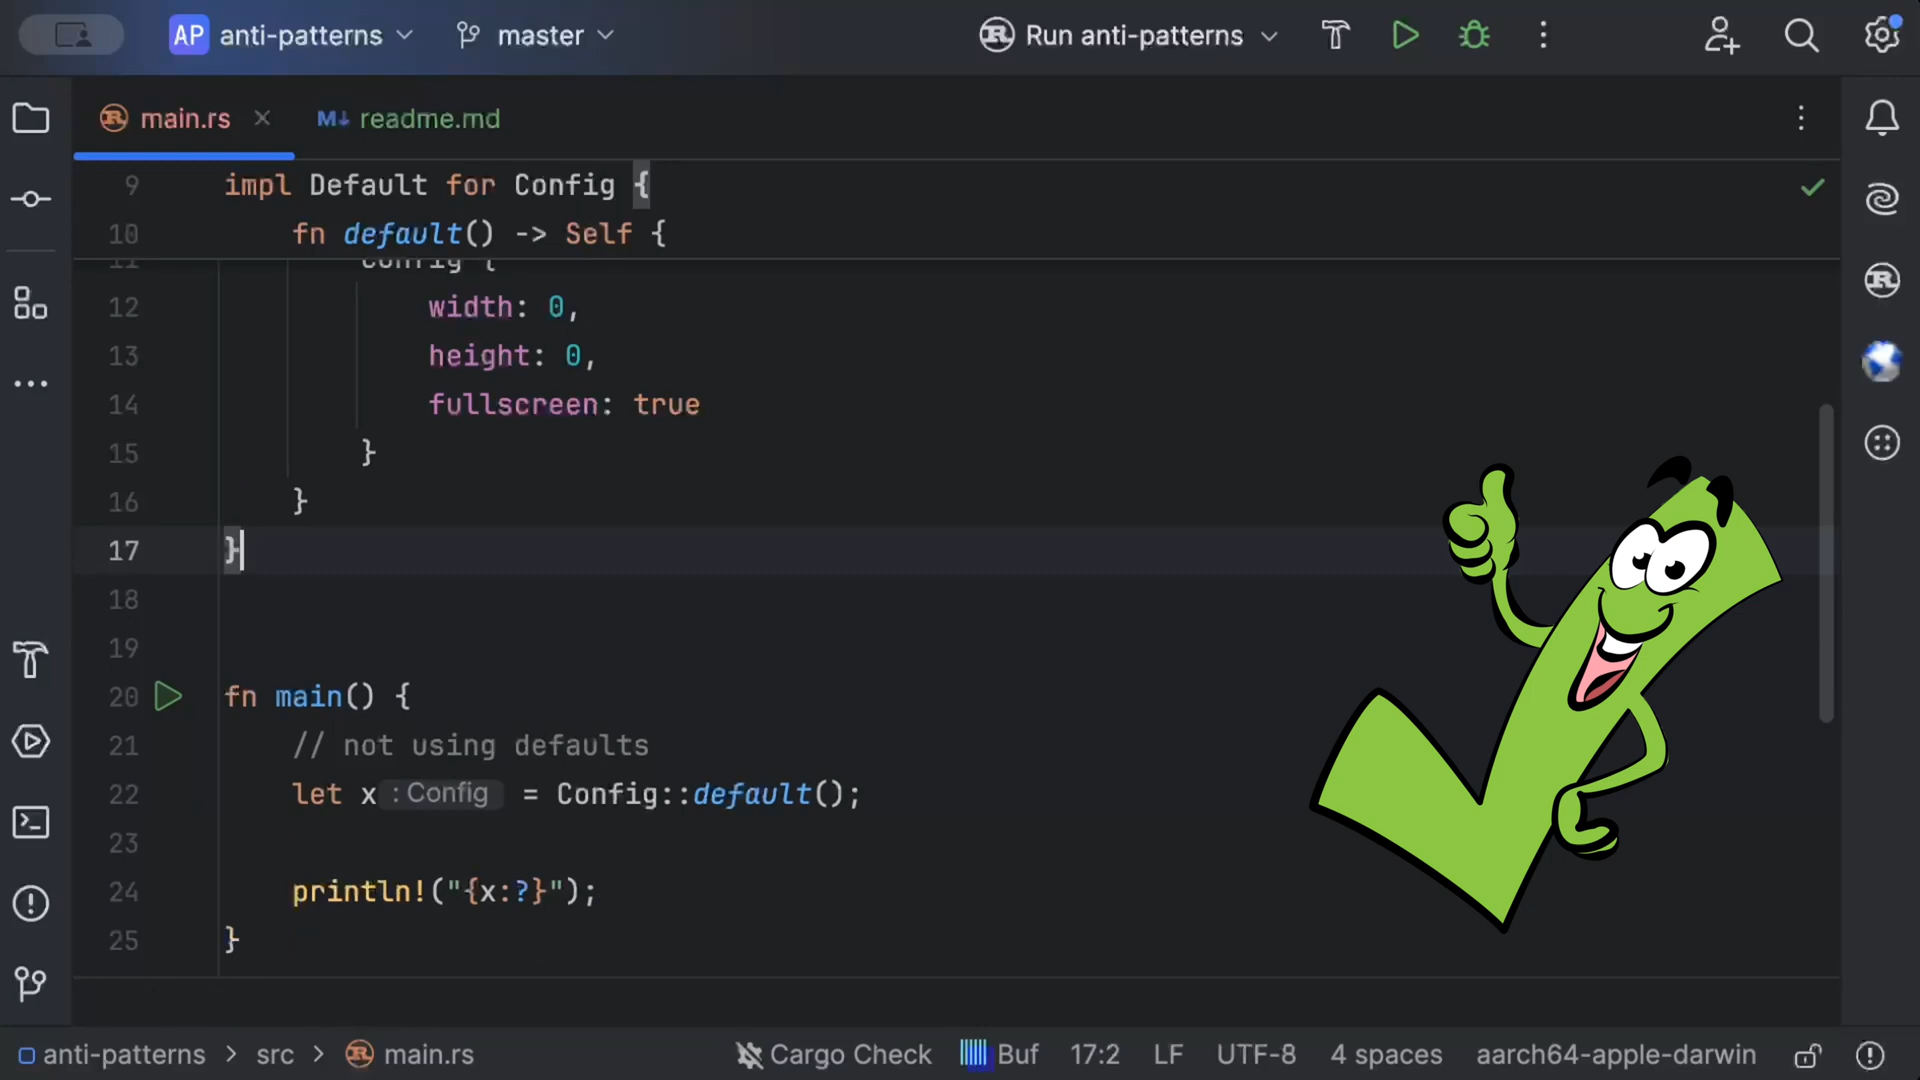 AP anti-patterns master Run anti-patterns
main.rs M↓ readme.md
9 impl Default for Config {
10 fn default() -> Self {
11 Config {
12 width: 0,
13 height: 0,
14 fullscreen: true
15 }
16 }
17 }
18
19
20 fn main() {
21 // not using defaults
22 let x : Config = Config::default();
23
24 println!("{x:?}");
25 }
anti-patterns > src > main.rs Cargo Check Buf 17:2 LF UTF-8 4 spaces aarch64-apple-darwin